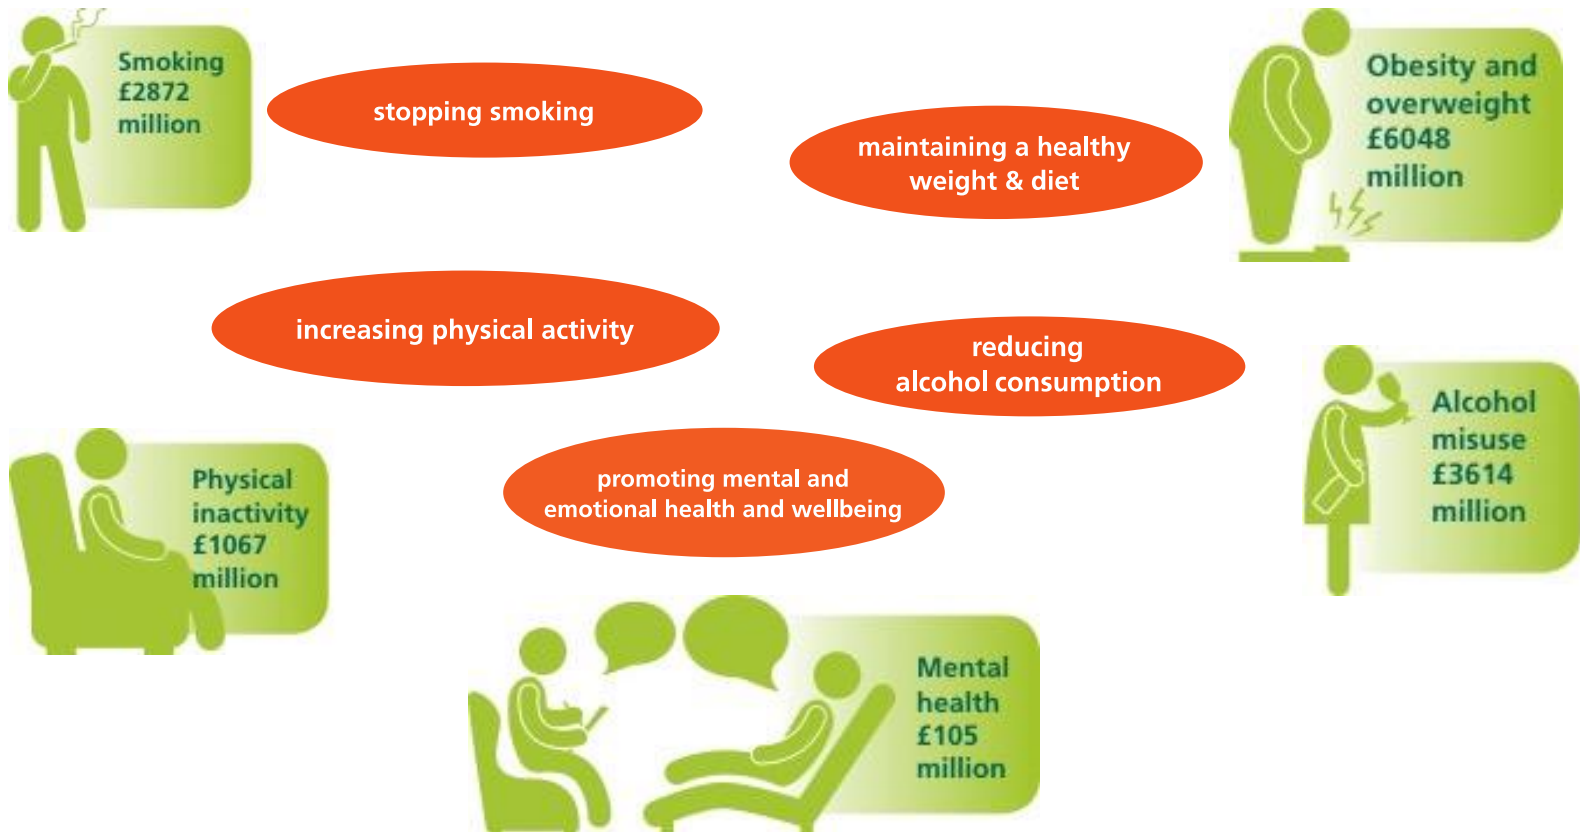 Smoking
£2872
million
stopping smoking
maintaining a healthy
weight & diet
Obesity and
overweight
£6048
million
increasing physical activity
reducing
alcohol consumption
Alcohol
misuse
£3614
million
Physical
inactivity
£1067
million
promoting mental and
emotional health and wellbeing
Mental
health
£105
million